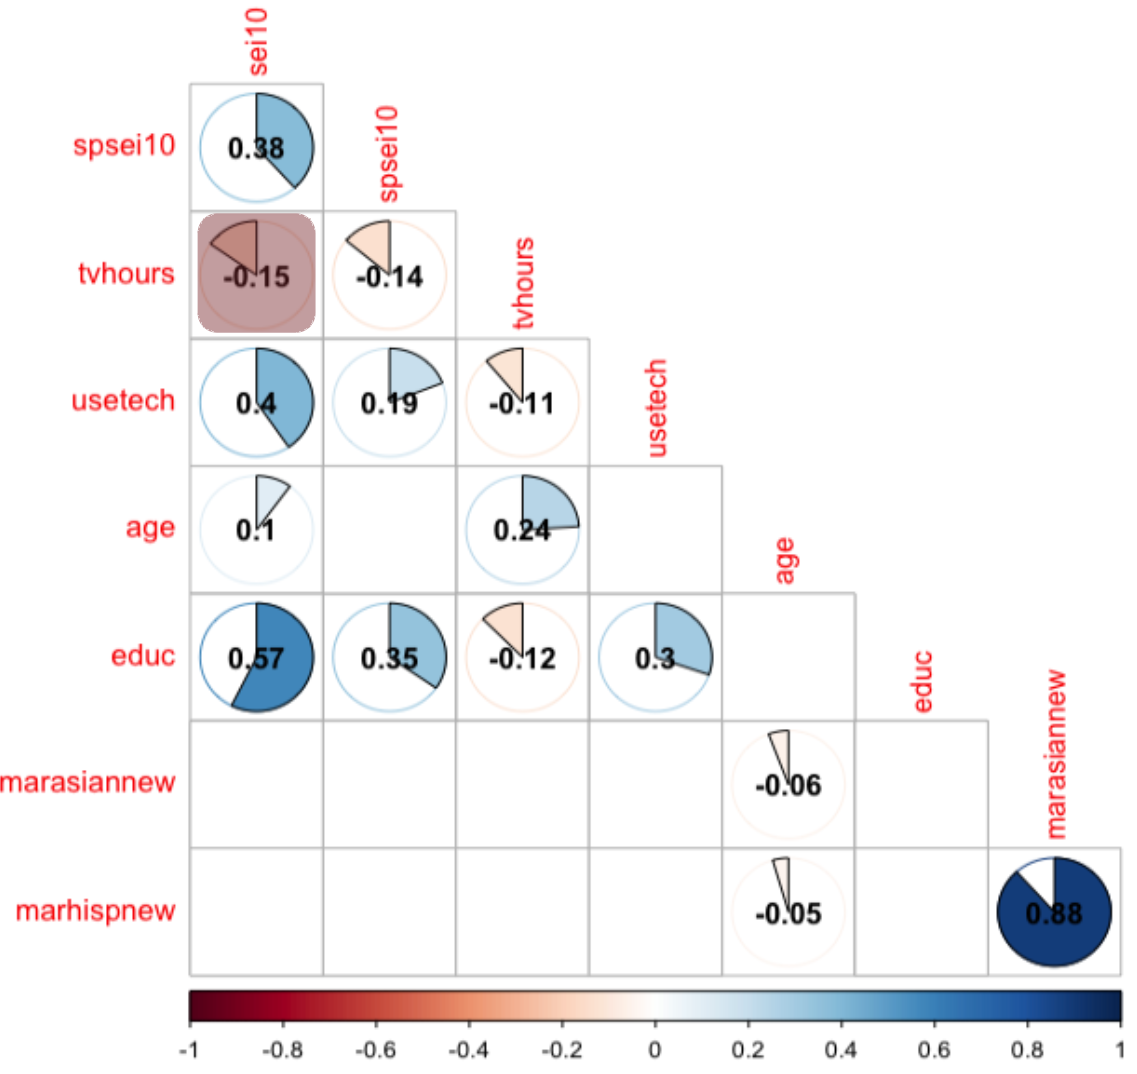 sei10
spsei10 0.38 spsei10
tvhours -0.15 -0.14 tvhours
usetech 0.4 0.19 -0.11 usetech
age 0.1 0.24 age
educ 0.57 0.35 -0.12 0.3 educ
marasiannew -0.06 marasiannew
marhispnew -0.05 0.88
-1 -0.8 -0.6 -0.4 -0.2 0 0.2 0.4 0.6 0.8 1